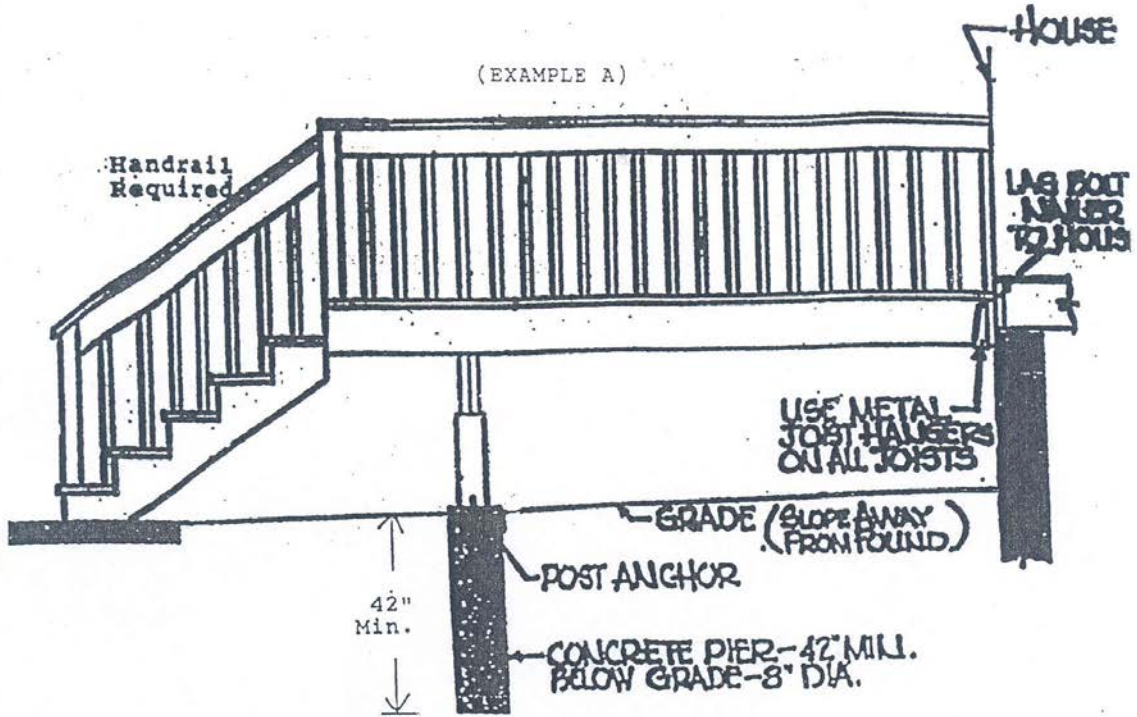 HOUSE
(EXAMPLE A)
Handrail
Required
LAG BOLT
NAILER
TO HOUS
USE METAL
JOIST HANGERS
ON ALL JOISTS
GRADE (SLOPE AWAY
FROM FOUND.)
POST ANCHOR
42"
Min.
CONCRETE PIER-42" MIN.
BELOW GRADE-8" DIA.